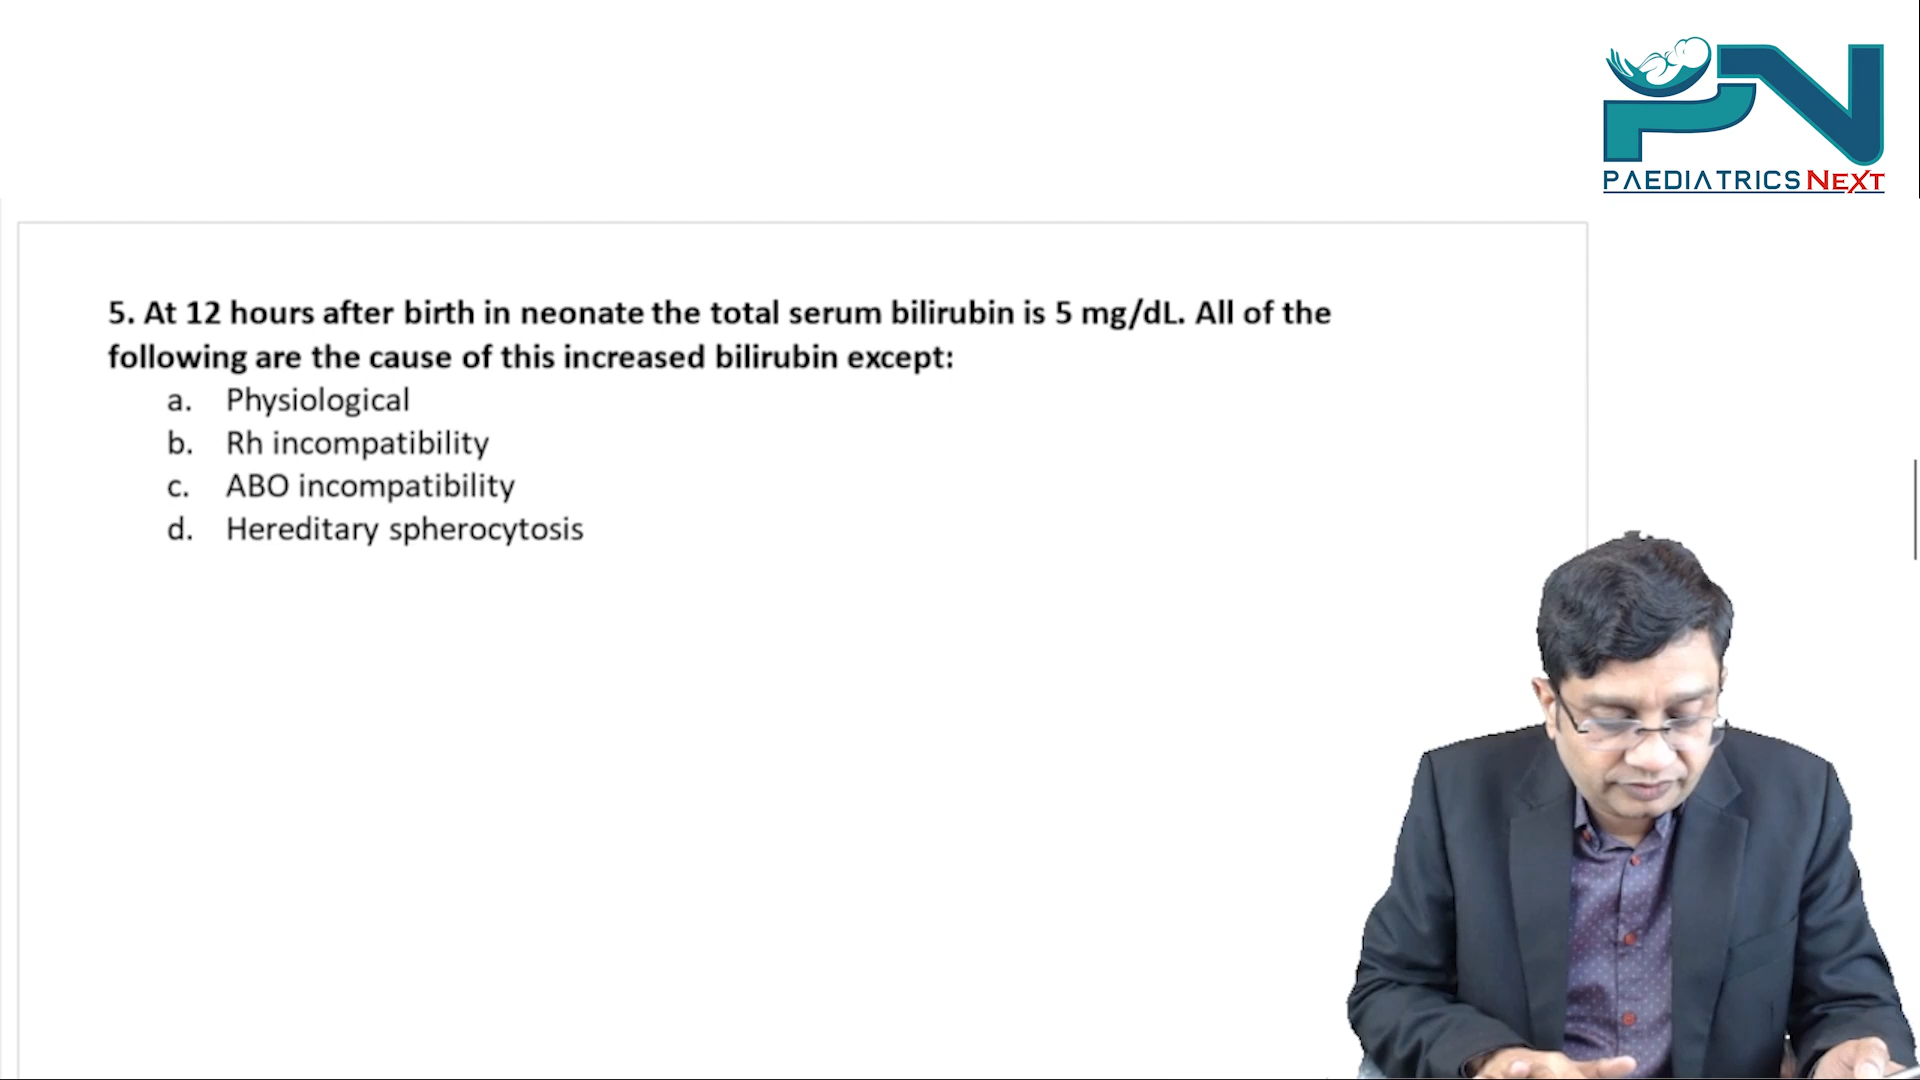 PAEDIATRICS NEXT
5. At 12 hours after birth in neonate the total serum bilirubin is 5 mg/dL. All of the
following are the cause of this increased bilirubin except:
a. Physiological
b. Rh incompatibility
c. ABO incompatibility
d. Hereditary spherocytosis